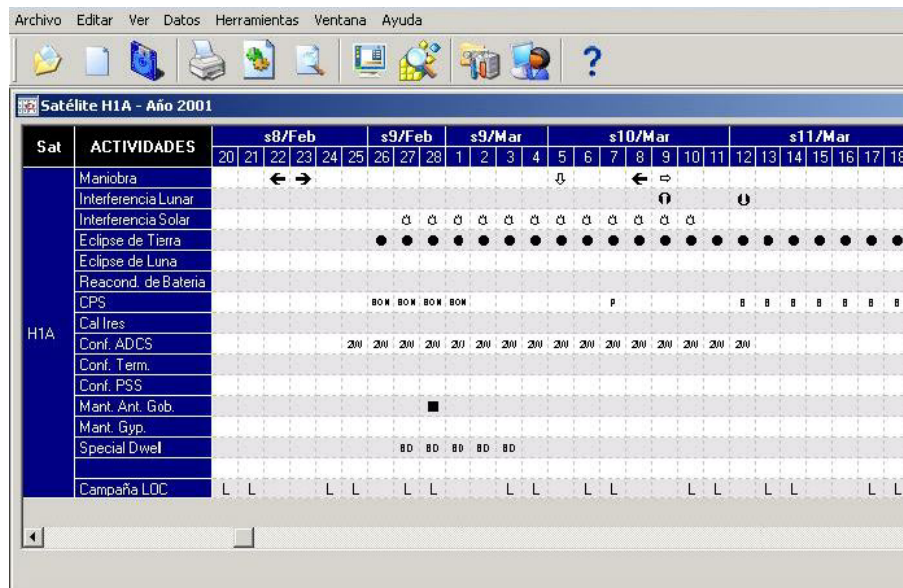 Archivo Editar Ver Datos Herramientas Ventana Ayuda
?
Satélite H1A - Año 2001
Sat ACTIVIDADES s8/Feb s9/Feb s9/Mar s10/Mar s11/Mar
20 21 22 23 24 25 26 27 28 1 2 3 4 5 6 7 8 9 10 11 12 13 14 15 16 17 18
H1A
Maniobra
Interferencia Lunar
Interferencia Solar
Eclipse de Tierra
Eclipse de Luna
Reacond. de Bateria
CPS BON BON BON BON P B B B B B B B
Cal Ires
Conf. ADCS
Conf. Term.
Conf. PSS
Mant. Ant. Gob.
Mant. Gyp.
Special Dwel BD BD BD BD BD
Campaña LOC L L L L L L L L L L L L L L L L